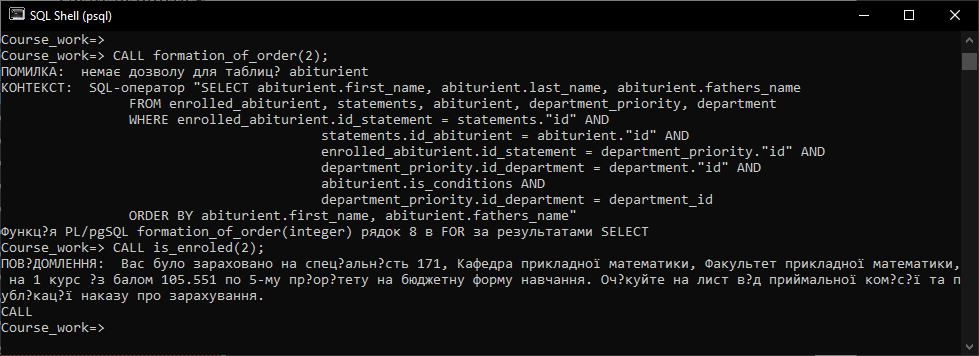 SQL Shell (psql)
Course_work=>
Course_work=> CALL formation_of_order(2);
ПОМИЛКА:  немає дозволу для таблиц? abiturient
КОНТЕКСТ:  SQL-оператор "SELECT abiturient.first_name, abiturient.last_name, abiturient.fathers_name
FROM enrolled_abiturient, statements, abiturient, department_priority, department
WHERE enrolled_abiturient.id_statement = statements."id" AND
statements.id_abiturient = abiturient."id" AND
enrolled_abiturient.id_statement = department_priority."id" AND
department_priority.id_department = department."id" AND
abiturient.is_conditions AND
department_priority.id_department = department_id
ORDER BY abiturient.first_name, abiturient.fathers_name"
Функц?я PL/pgSQL formation_of_order(integer) рядок 8 в FOR за результатами SELECT
Course_work=> CALL is_enroled(2);
ПОВ?ДОМЛЕННЯ:  Вас було зараховано на спец?альн?сть 171, Кафедра прикладної математики, Факультет прикладної математики,
на 1 курс ?з балом 105.551 по 5-му пр?ор?тету на бюджетну форму навчання. Оч?куйте на лист в?д приймальної ком?с?ї та п
убл?кац?ї наказу про зарахування.
CALL
Course_work=>